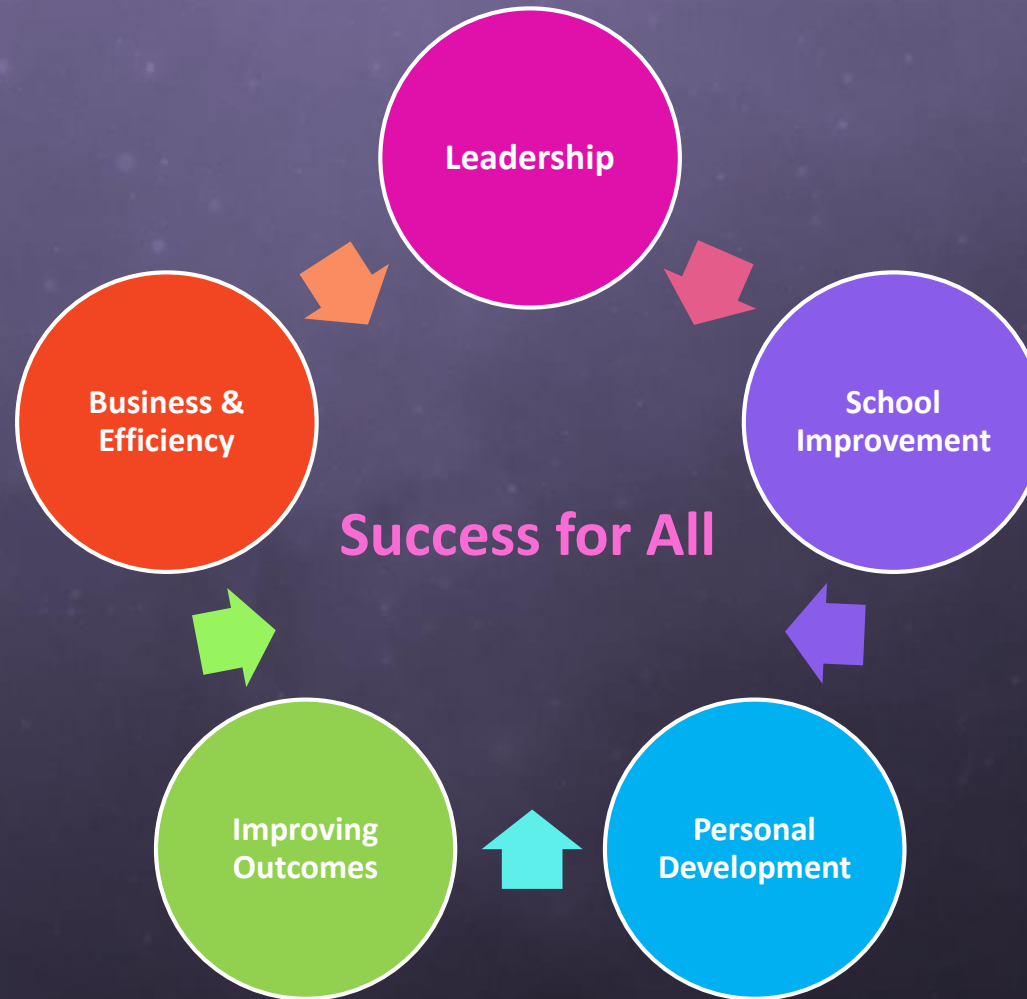 Leadership
School
Improvement
Personal
Development
Improving
Outcomes
Business &
Efficiency
Success for All